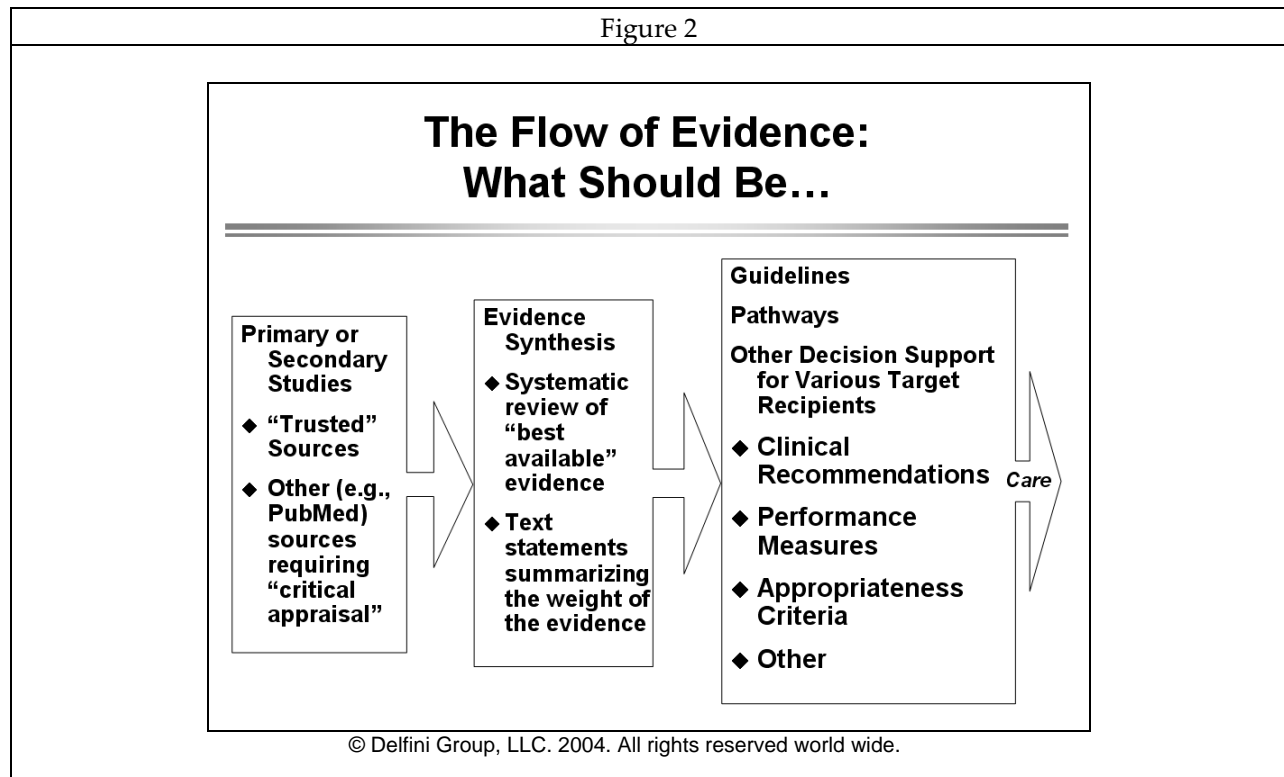 Figure 2
The Flow of Evidence:
What Should Be…
Primary or
Secondary
Studies
◆ “Trusted”
Sources
◆ Other (e.g.,
PubMed)
sources
requiring
“critical
appraisal”
Evidence
Synthesis
◆ Systematic
review of
“best
available”
evidence
◆ Text
statements
summarizing
the weight of
the evidence
Guidelines
Pathways
Other Decision Support
for Various Target
Recipients
◆ Clinical
Recommendations
◆ Performance
Measures
◆ Appropriateness
Criteria
◆ Other
Care
© Delfini Group, LLC. 2004. All rights reserved world wide.